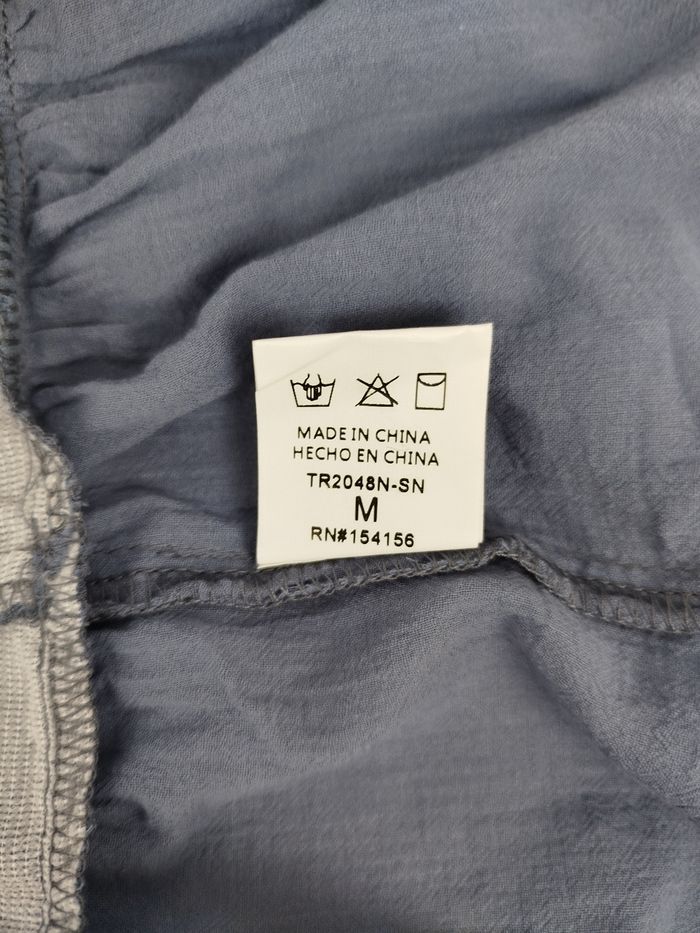 MADE IN CHINA
HECHO EN CHINA
TR2048N-SN
M
RN#154156